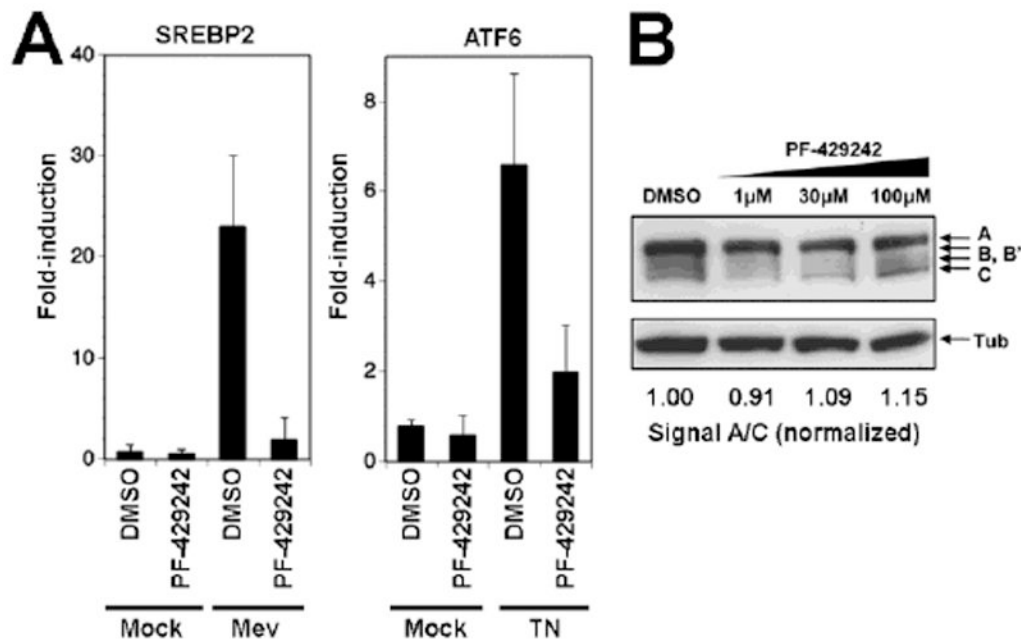 A
SREBP2
Fold-induction
40
30
20
10
0
DMSO
PF-429242
DMSO
PF-429242
Mock
Mev
ATF6
Fold-induction
8
6
4
2
0
DMSO
PF-429242
DMSO
PF-429242
Mock
TN
B
PF-429242
DMSO 1µM 30µM 100µM
A
B, B'
C
Tub
1.00 0.91 1.09 1.15
Signal A/C (normalized)